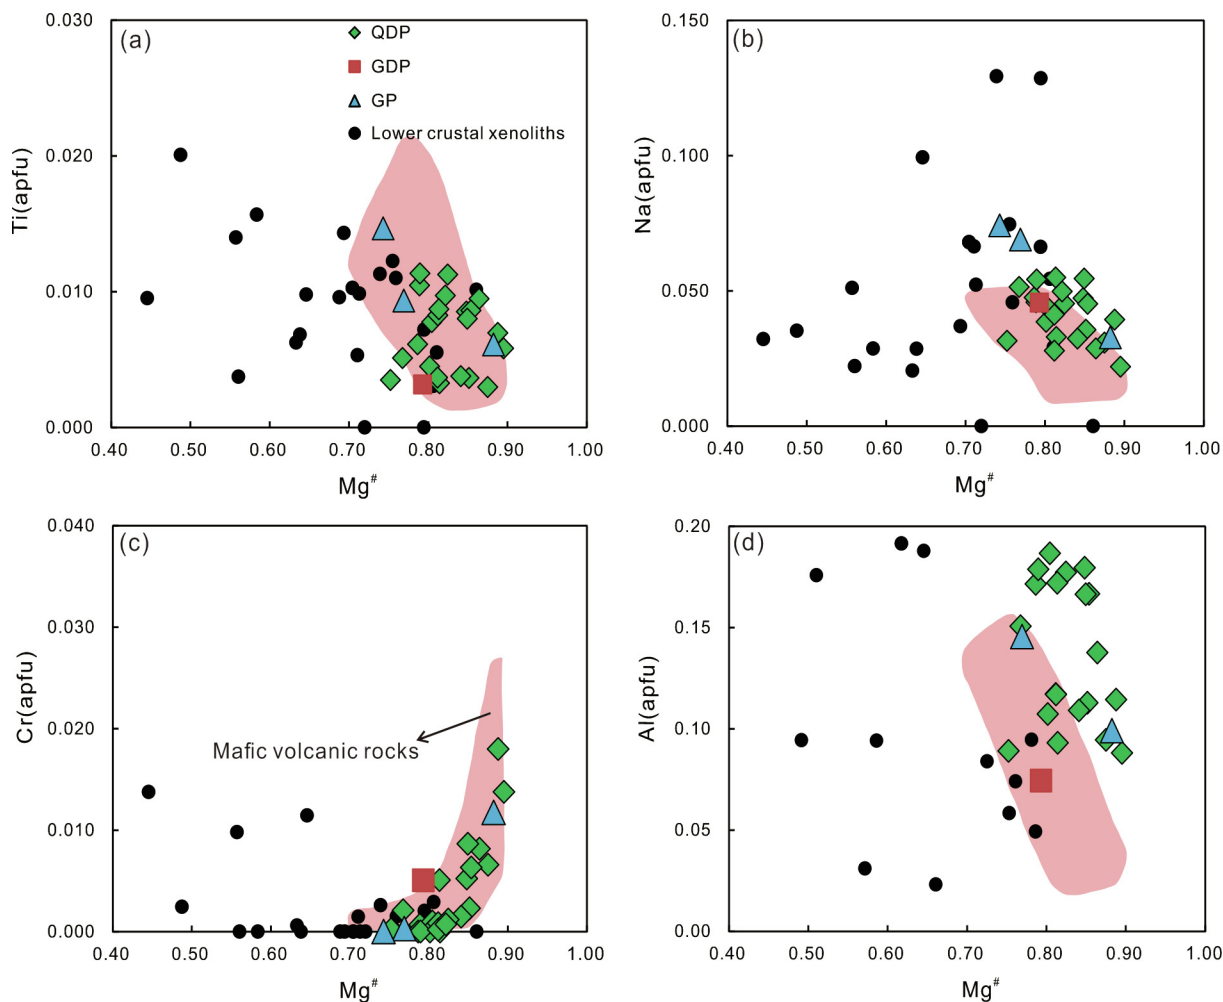 (a)
QDP
GDP
GP
Lower crustal xenoliths
0.030
0.020
0.010
0.000
Ti(apfu)
0.40 0.50 0.60 0.70 0.80 0.90 1.00
Mg#
(b)
0.150
0.100
0.050
0.000
Na(apfu)
0.40 0.50 0.60 0.70 0.80 0.90 1.00
Mg#
(c)
0.040
0.030
0.020
0.010
0.000
Cr(apfu)
Mafic volcanic rocks
0.40 0.50 0.60 0.70 0.80 0.90 1.00
Mg#
(d)
0.20
0.15
0.10
0.05
0.00
Al(apfu)
0.40 0.50 0.60 0.70 0.80 0.90 1.00
Mg#